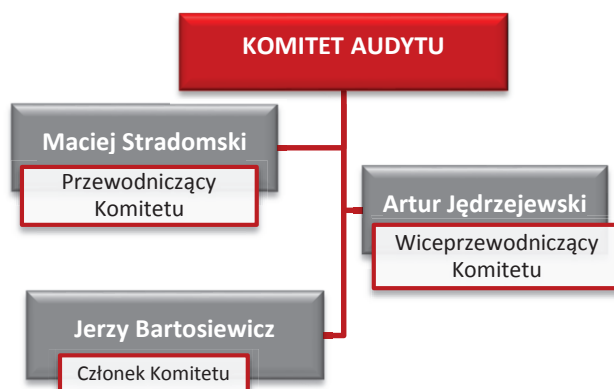 KOMITET AUDYTU
Maciej Stradomski
Przewodniczący
Komitetu
Artur Jędrzejewski
Wiceprzewodniczący
Komitetu
Jerzy Bartosiewicz
Członek Komitetu